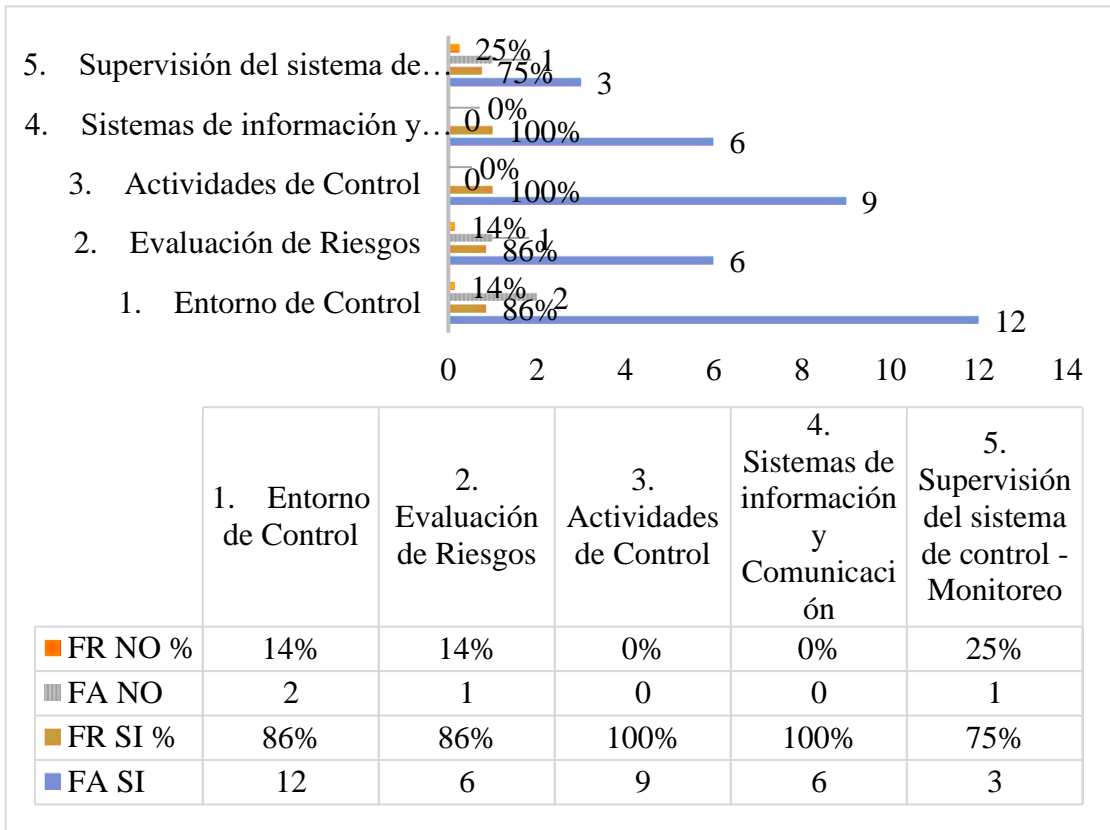 5. Supervisión del sistema de…
25%
1
75%
3
4. Sistemas de información y…
0%
0
100%
6
3. Actividades de Control
0%
0
100%
9
2. Evaluación de Riesgos
14%
1
86%
6
1. Entorno de Control
14%
2
86%
12
0 2 4 6 8 10 12 14
1. Entorno
de Control
2.
Evaluación
de Riesgos
3.
Actividades
de Control
4.
Sistemas de
información
y
Comunicaci
ón
5.
Supervisión
del sistema
de control -
Monitoreo
FR NO % 14% 14% 0% 0% 25%
FA NO 2 1 0 0 1
FR SI % 86% 86% 100% 100% 75%
FA SI 12 6 9 6 3